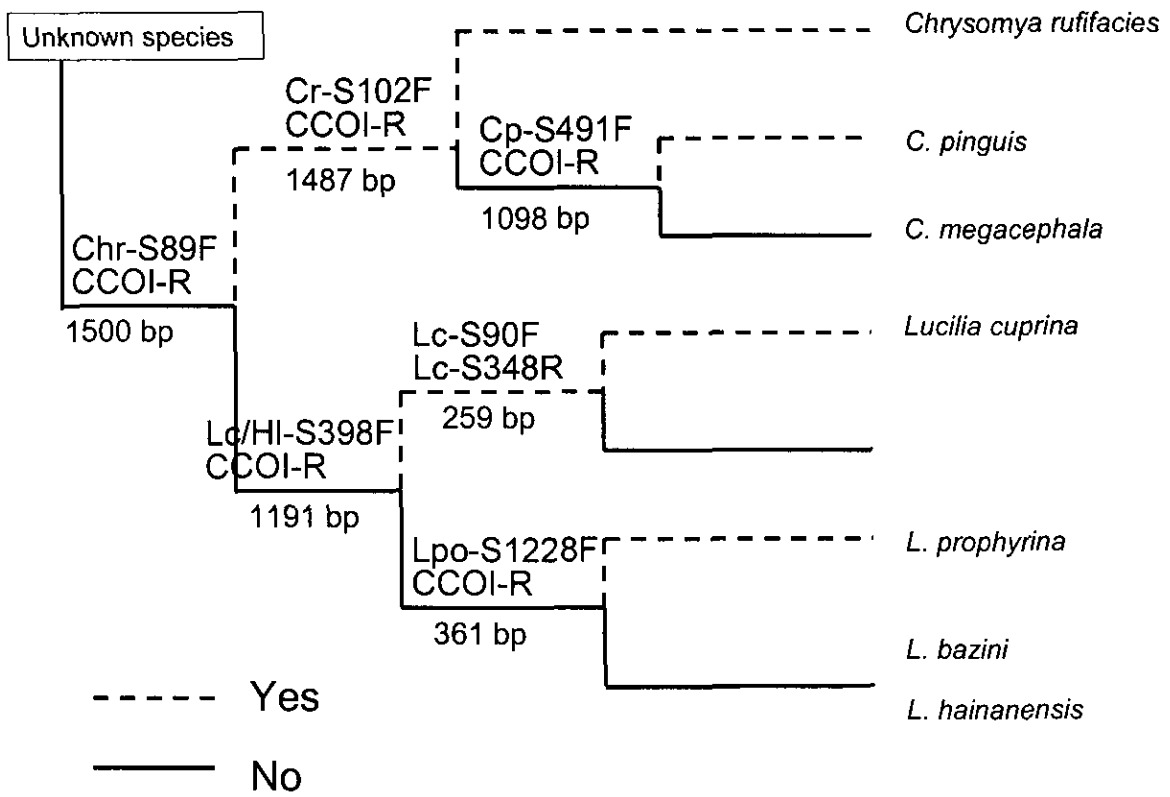 Unknown species
Chrysomya rufifacies
Cr-S102F
CCOI-R
1487 bp
Cp-S491F
CCOI-R
1098 bp
C. pinguis
C. megacephala
Chr-S89F
CCOI-R
1500 bp
Lc-S90F
Lc-S348R
259 bp
Lucilia cuprina
Lc/Hl-S398F
CCOI-R
1191 bp
Lpo-S1228F
CCOI-R
361 bp
L. prophyrina
L. bazini
L. hainanensis
Yes
No